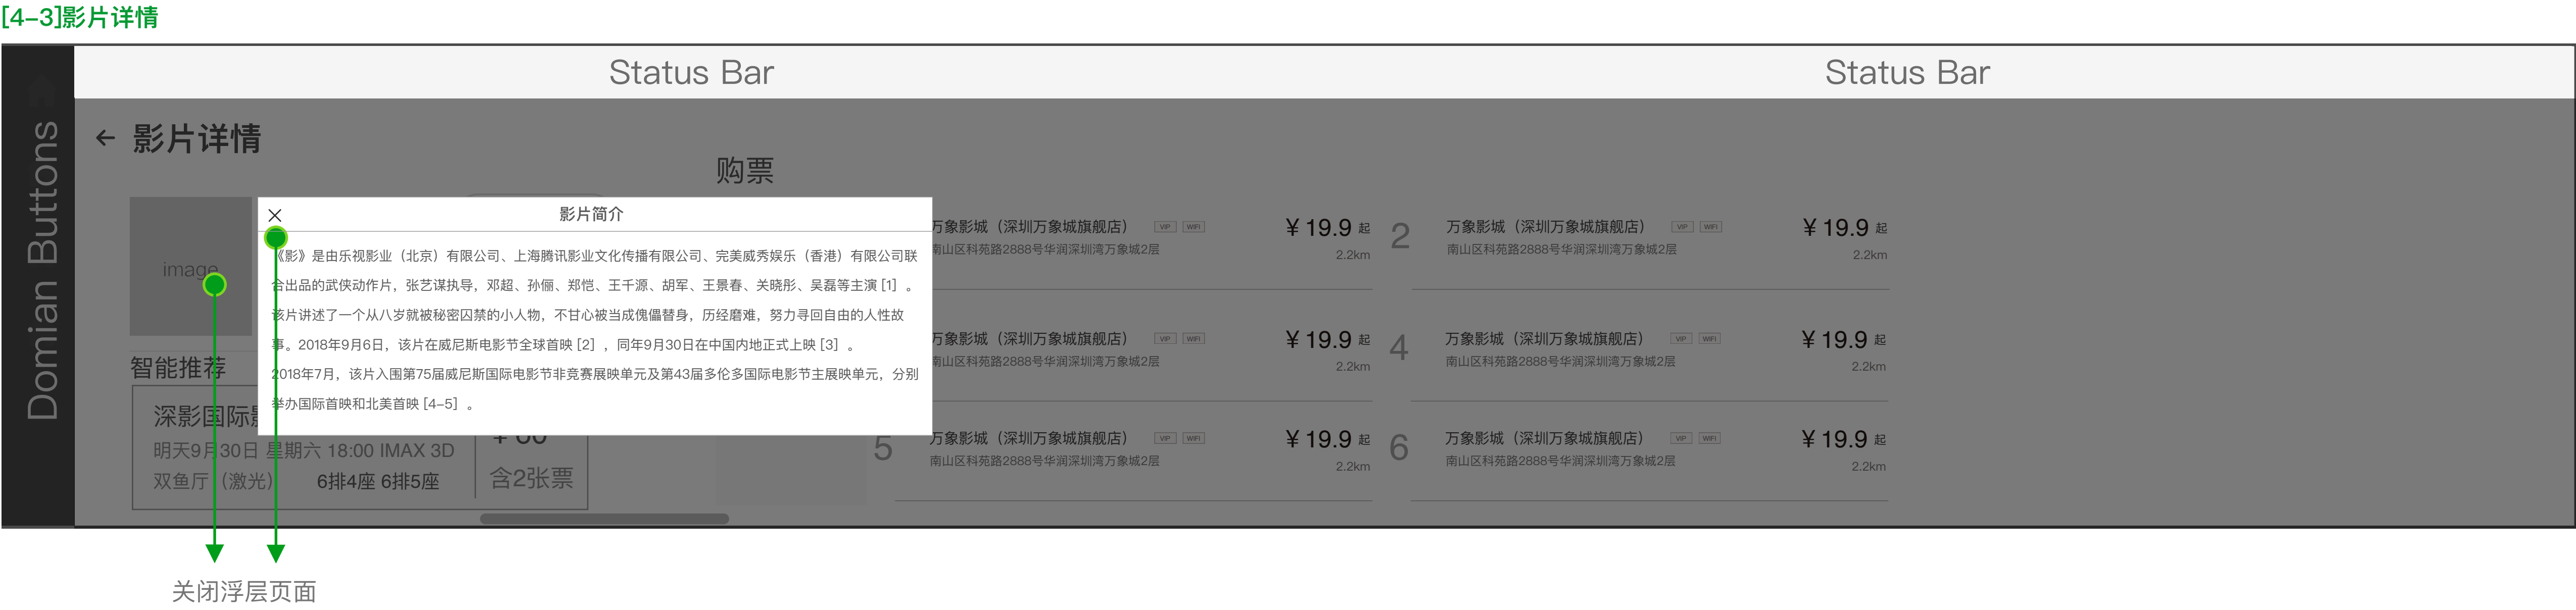 [4-3]影片详情
Status Bar
Status Bar
Domian Buttons
影片详情
购票
image
影片简介
《影》是由乐视影业（北京）有限公司、上海腾讯影业文化传播有限公司、完美威秀娱乐（香港）有限公司联
合出品的武侠动作片，张艺谋执导，邓超、孙俪、郑恺、王千源、胡军、王景春、关晓彤、吴磊等主演 [1] 。
该片讲述了一个从八岁就被秘密囚禁的小人物，不甘心被当成傀儡替身，历经磨难，努力寻回自由的人性故
事。2018年9月6日，该片在威尼斯电影节全球首映 [2] ，同年9月30日在中国内地正式上映 [3] 。
2018年7月，该片入围第75届威尼斯国际电影节非竞赛展映单元及第43届多伦多国际电影节主展映单元，分别
举办国际首映和北美首映 [4-5] 。
智能推荐
深影国际
明天9月30日 星期六 18:00 IMAX 3D
双鱼厅（激光） 6排4座 6排5座
¥ 60
含2张票
万象影城（深圳万象城旗舰店） VIP WIFI ¥ 19.9 起
南山区科苑路2888号华润深圳湾万象城2层 2.2km
2 万象影城（深圳万象城旗舰店） VIP WIFI ¥ 19.9 起
南山区科苑路2888号华润深圳湾万象城2层 2.2km
万象影城（深圳万象城旗舰店） VIP WIFI ¥ 19.9 起
南山区科苑路2888号华润深圳湾万象城2层 2.2km
4 万象影城（深圳万象城旗舰店） VIP WIFI ¥ 19.9 起
南山区科苑路2888号华润深圳湾万象城2层 2.2km
5 万象影城（深圳万象城旗舰店） VIP WIFI ¥ 19.9 起
南山区科苑路2888号华润深圳湾万象城2层 2.2km
6 万象影城（深圳万象城旗舰店） VIP WIFI ¥ 19.9 起
南山区科苑路2888号华润深圳湾万象城2层 2.2km
关闭浮层页面